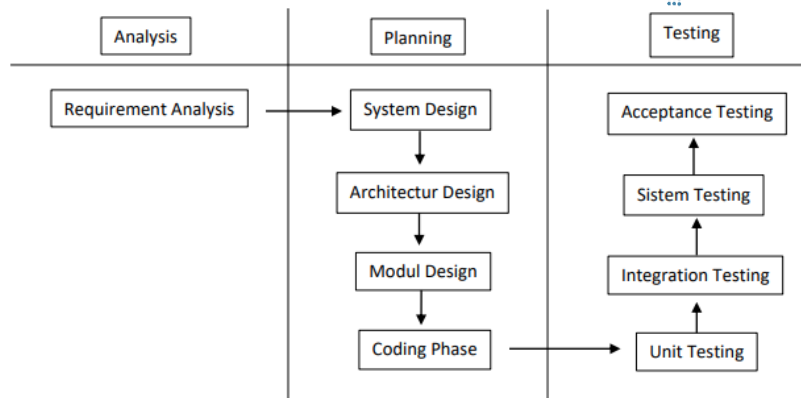 Analysis
Planning
Testing
Requirement Analysis
System Design
Architectur Design
Modul Design
Coding Phase
Acceptance Testing
Sistem Testing
Integration Testing
Unit Testing